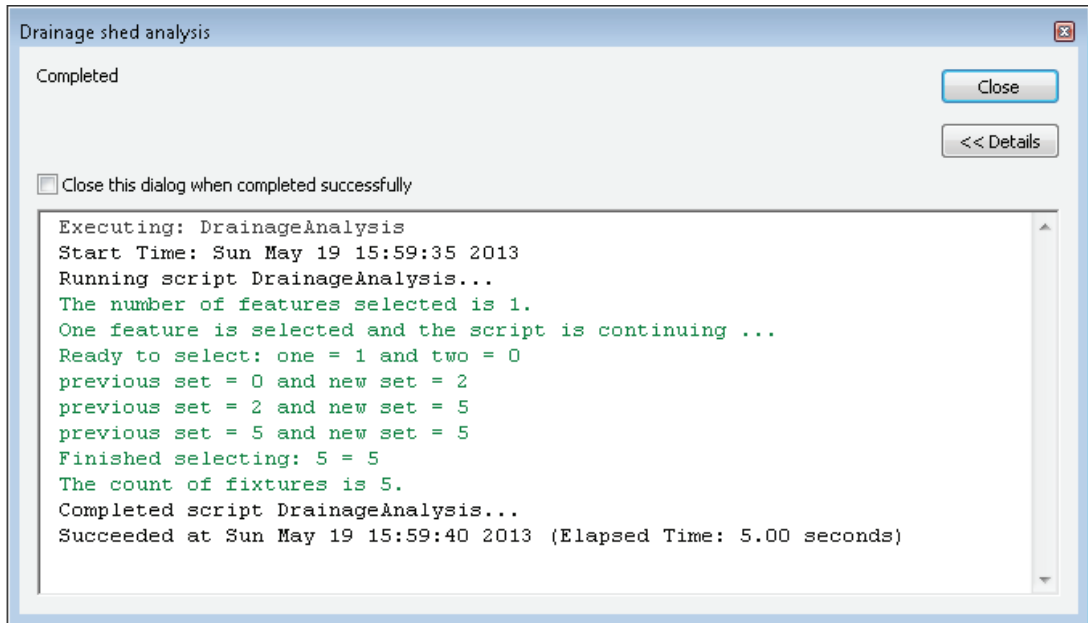 Drainage shed analysis
Completed
Close
<< Details
Close this dialog when completed successfully
Executing: DrainageAnalysis
Start Time: Sun May 19 15:59:35 2013
Running script DrainageAnalysis...
The number of features selected is 1.
One feature is selected and the script is continuing ...
Ready to select: one = 1 and two = 0
previous set = 0 and new set = 2
previous set = 2 and new set = 5
previous set = 5 and new set = 5
Finished selecting: 5 = 5
The count of fixtures is 5.
Completed script DrainageAnalysis...
Succeeded at Sun May 19 15:59:40 2013 (Elapsed Time: 5.00 seconds)